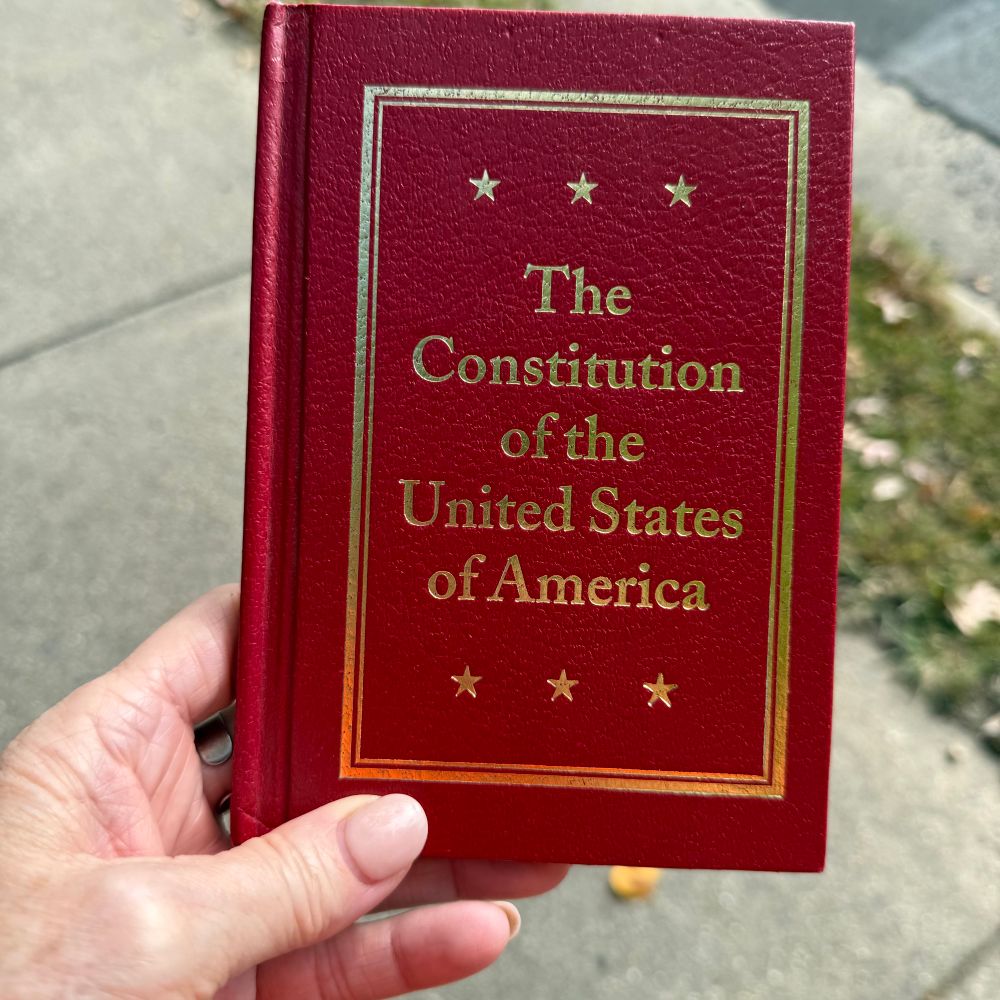 The
Constitution
of the
United States
of America